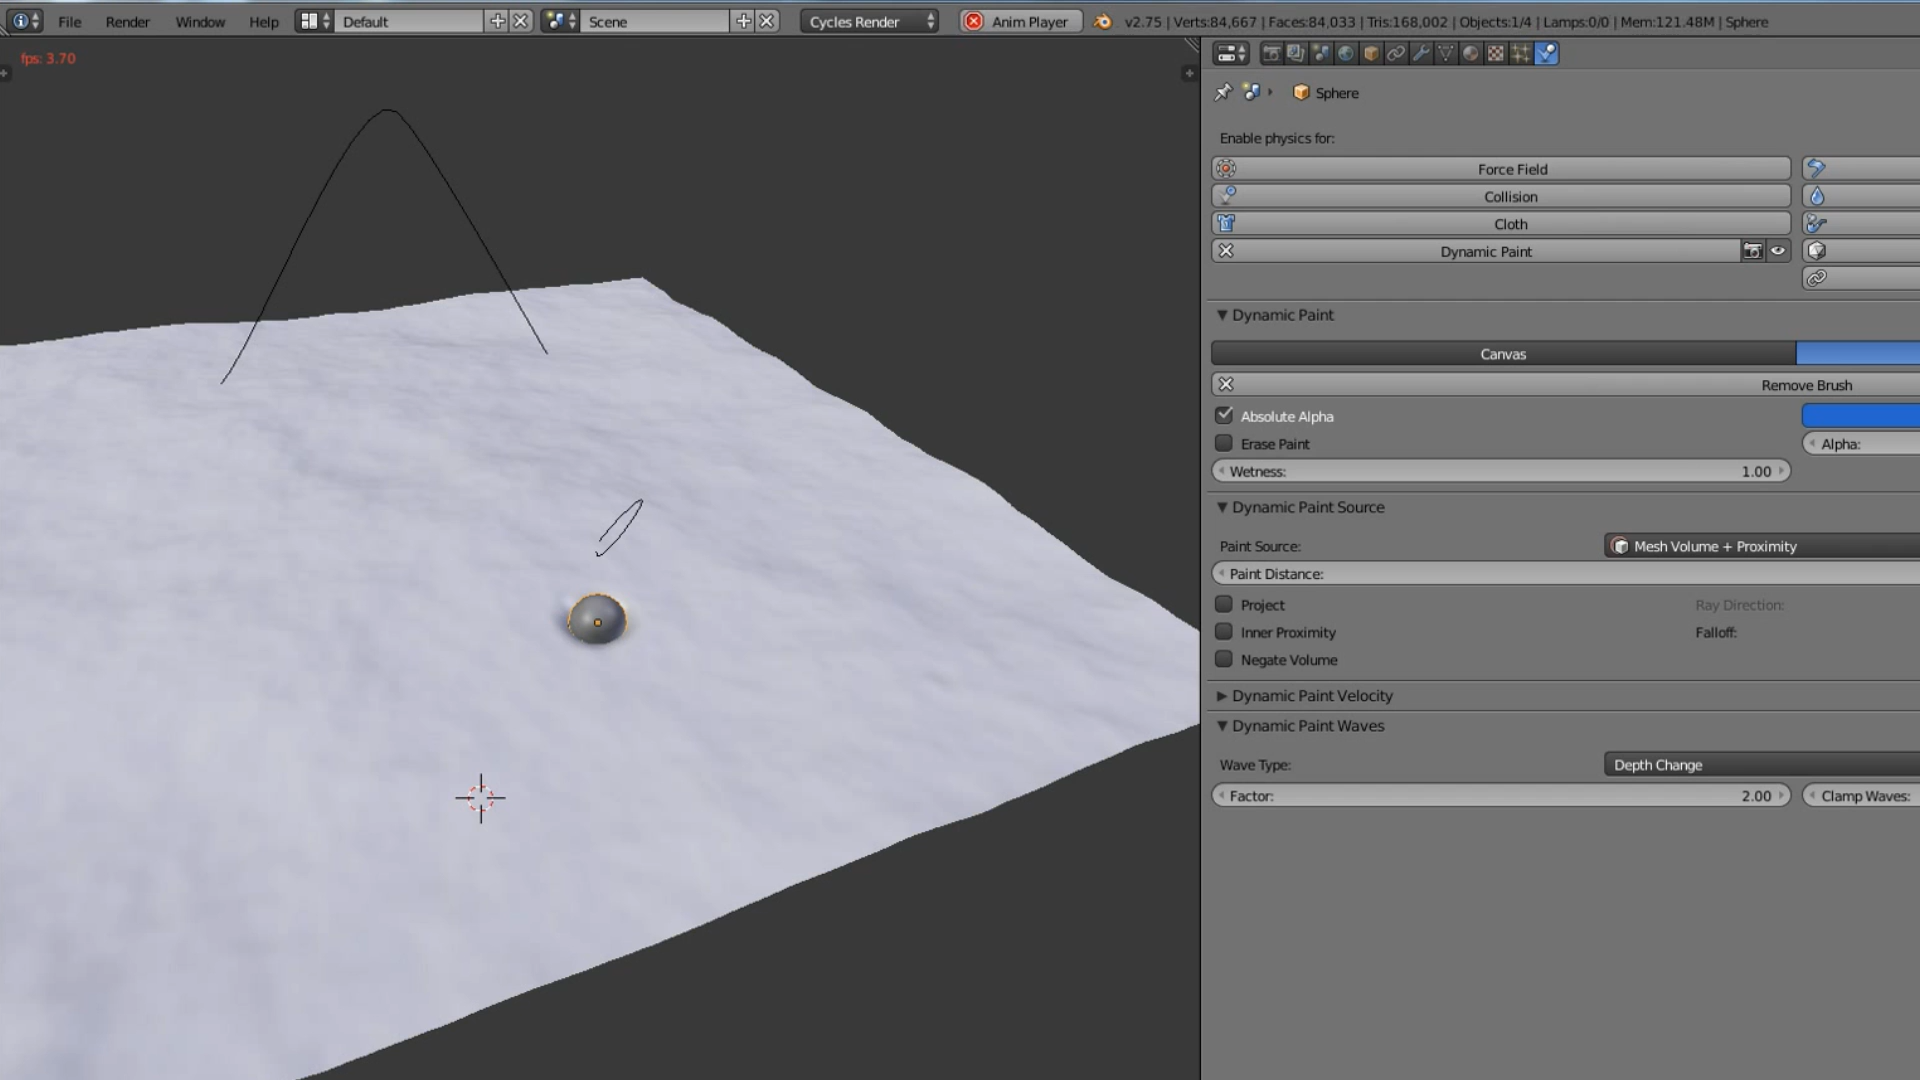 File Render Window Help Default Scene Cycles Render Anim Player v2.75 | Verts:84,667 | Faces:84,033 | Tris:168,002 | Objects:1/4 | Lamps:0/0 | Mem:121.48M | Sphere
fps: 3.70
Sphere
Enable physics for:
Force Field
Collision
Cloth
Dynamic Paint
Dynamic Paint
Canvas
Remove Brush
Absolute Alpha
Erase Paint Alpha:
Wetness: 1.00
Dynamic Paint Source
Paint Source: Mesh Volume + Proximity
Paint Distance:
Project Ray Direction:
Inner Proximity Falloff:
Negate Volume
Dynamic Paint Velocity
Dynamic Paint Waves
Wave Type: Depth Change
Factor: 2.00 Clamp Waves: